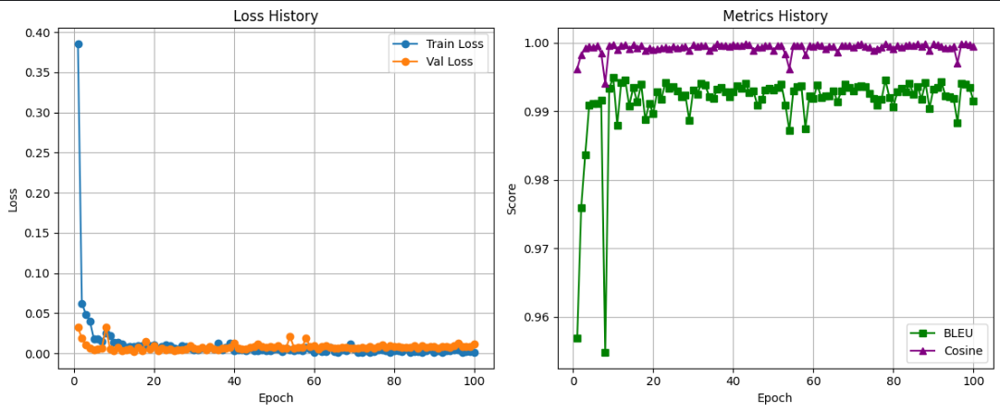 Loss History
0.40
0.35
0.30
0.25
0.20
0.15
0.10
0.05
0.00
Loss
Train Loss
Val Loss
0
20
40
60
80
100
Epoch
Metrics History
1.00
0.99
0.98
0.97
0.96
Score
BLEU
Cosine
0
20
40
60
80
100
Epoch